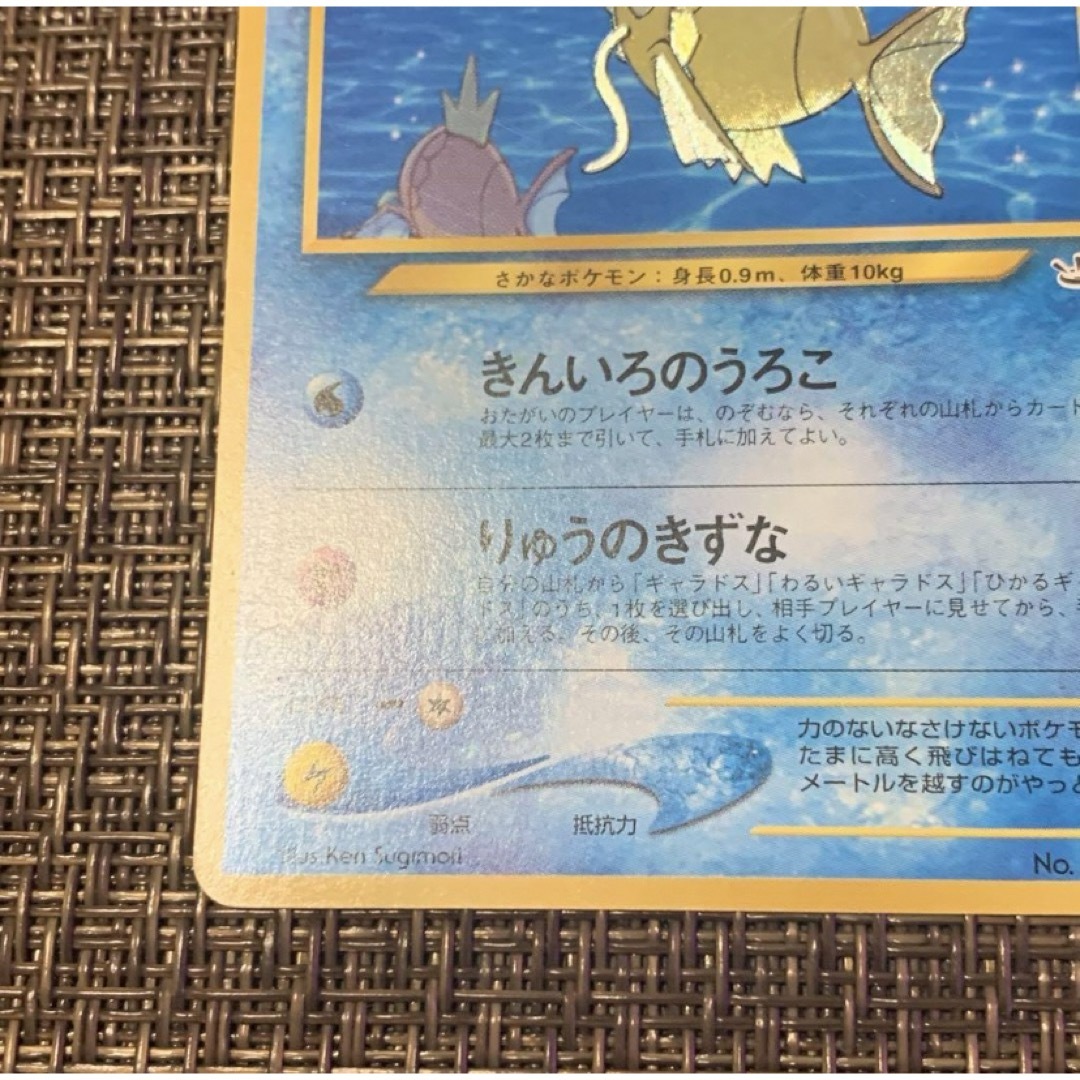 さかなポケモン：身長0.9m、体重10kg
きんいろのうろこ
おたがいのプレイヤーは、のぞむなら、それぞれの山札からカード
最大2枚まで引いて、手札に加えてよい。
りゅうのきずな
自分の山札から「ギャラドス」「わるいギャラドス」「ひかるギ
ドス」のうち、1枚を選び出し、相手プレイヤーに見せてから、
加える。その後、その山札をよく切る。
力のないなさけないポケモ
たまに高く飛びはねても
メートルを越すのがやっと
弱点 抵抗力
Illus. Ken Sugimori
No.